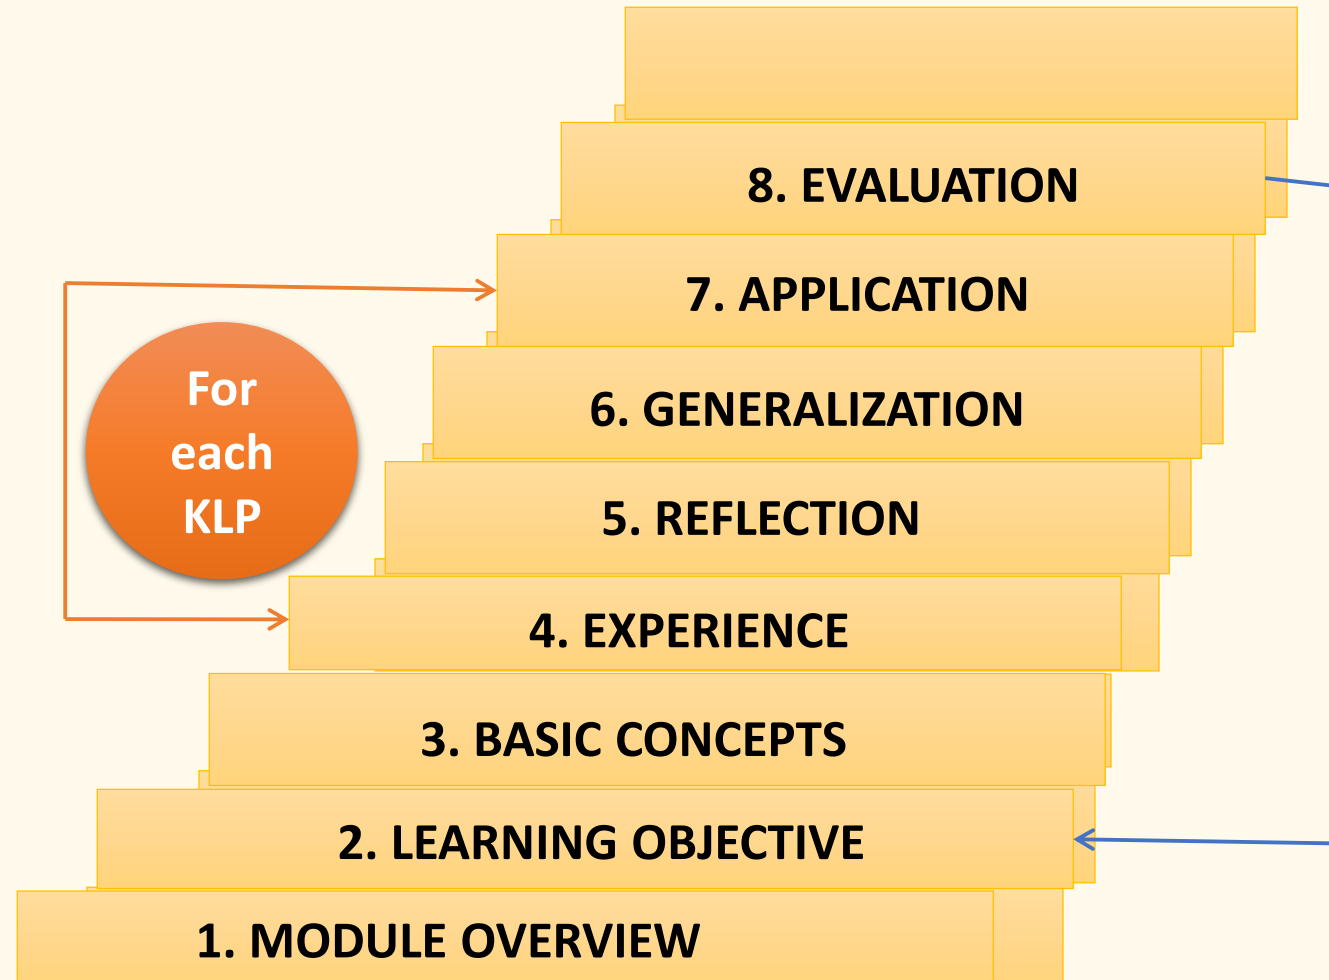 8. EVALUATION
7. APPLICATION
6. GENERALIZATION
5. REFLECTION
4. EXPERIENCE
3. BASIC CONCEPTS
2. LEARNING OBJECTIVE
1. MODULE OVERVIEW
For
each
KLP